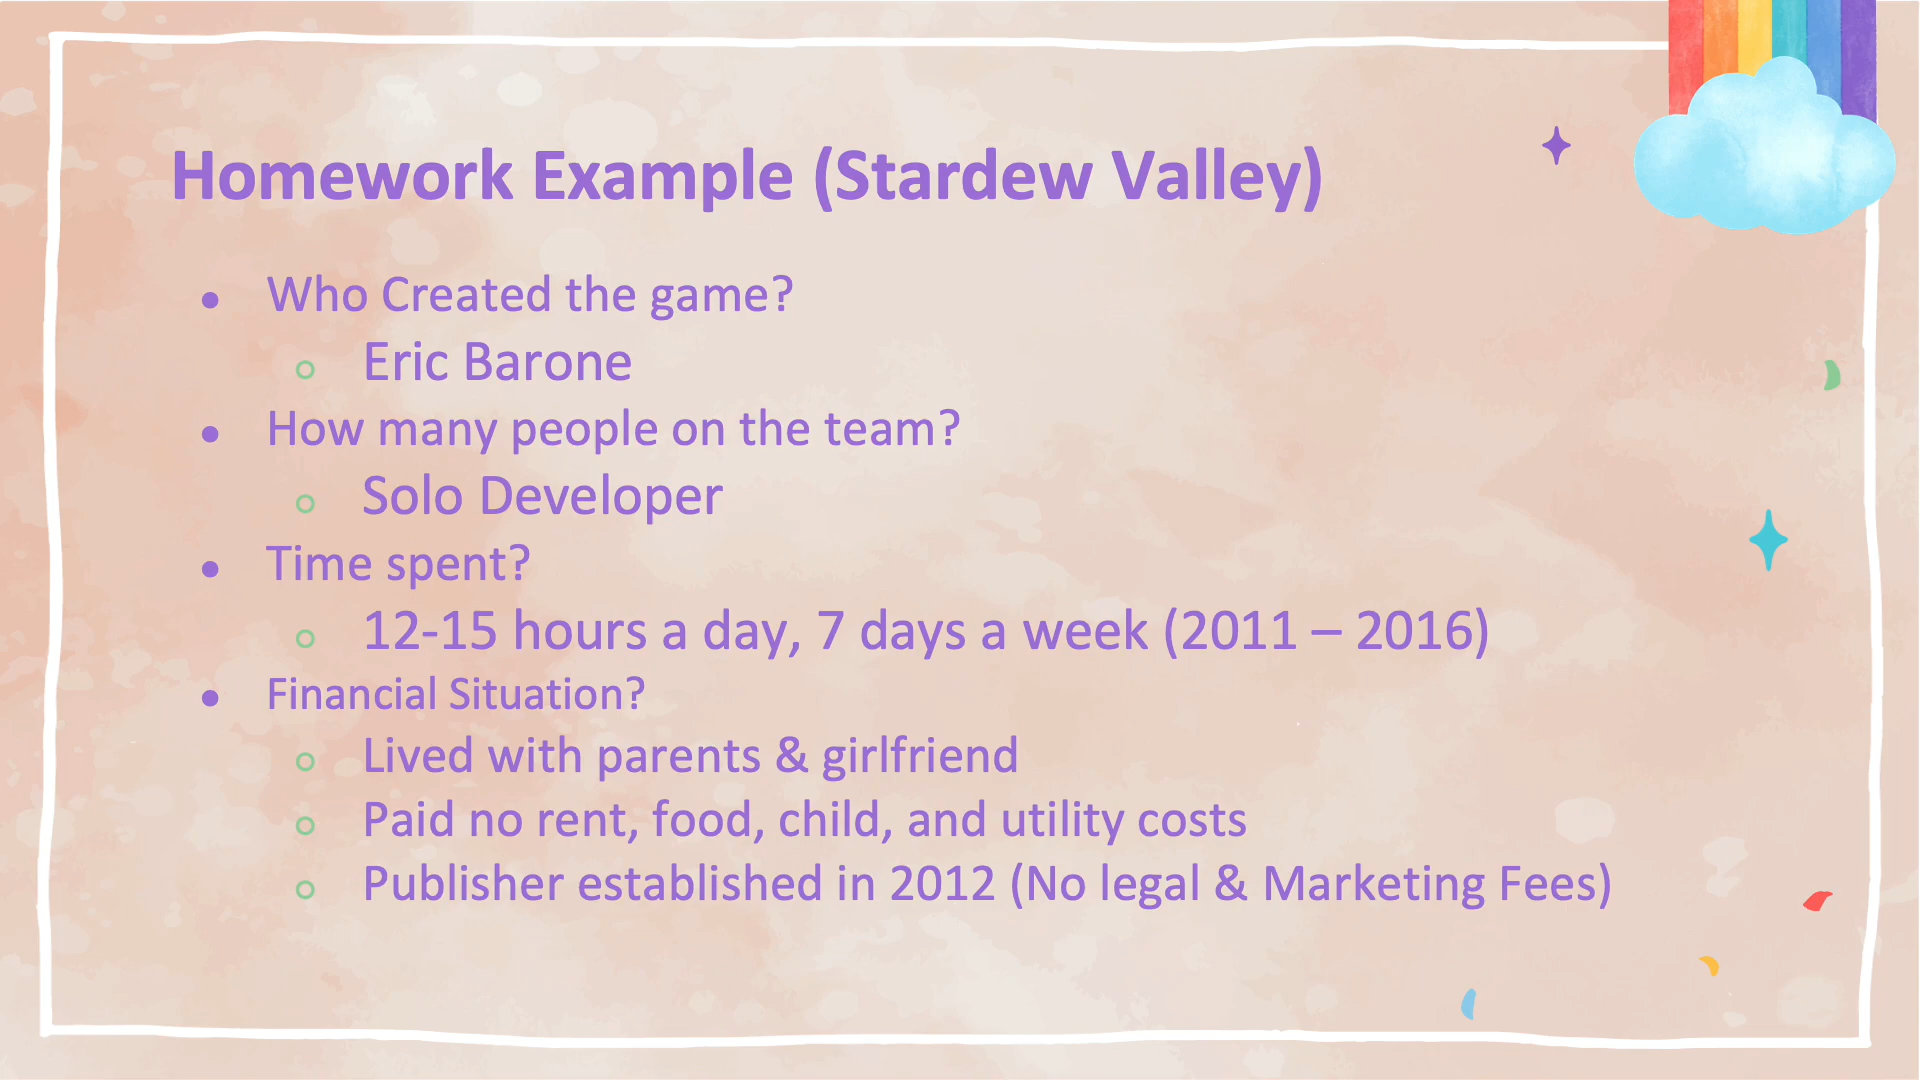 Homework Example (Stardew Valley)
● Who Created the game?
○ Eric Barone
● How many people on the team?
○ Solo Developer
● Time spent?
○ 12-15 hours a day, 7 days a week (2011 – 2016)
● Financial Situation?
○ Lived with parents & girlfriend
○ Paid no rent, food, child, and utility costs
○ Publisher established in 2012 (No legal & Marketing Fees)